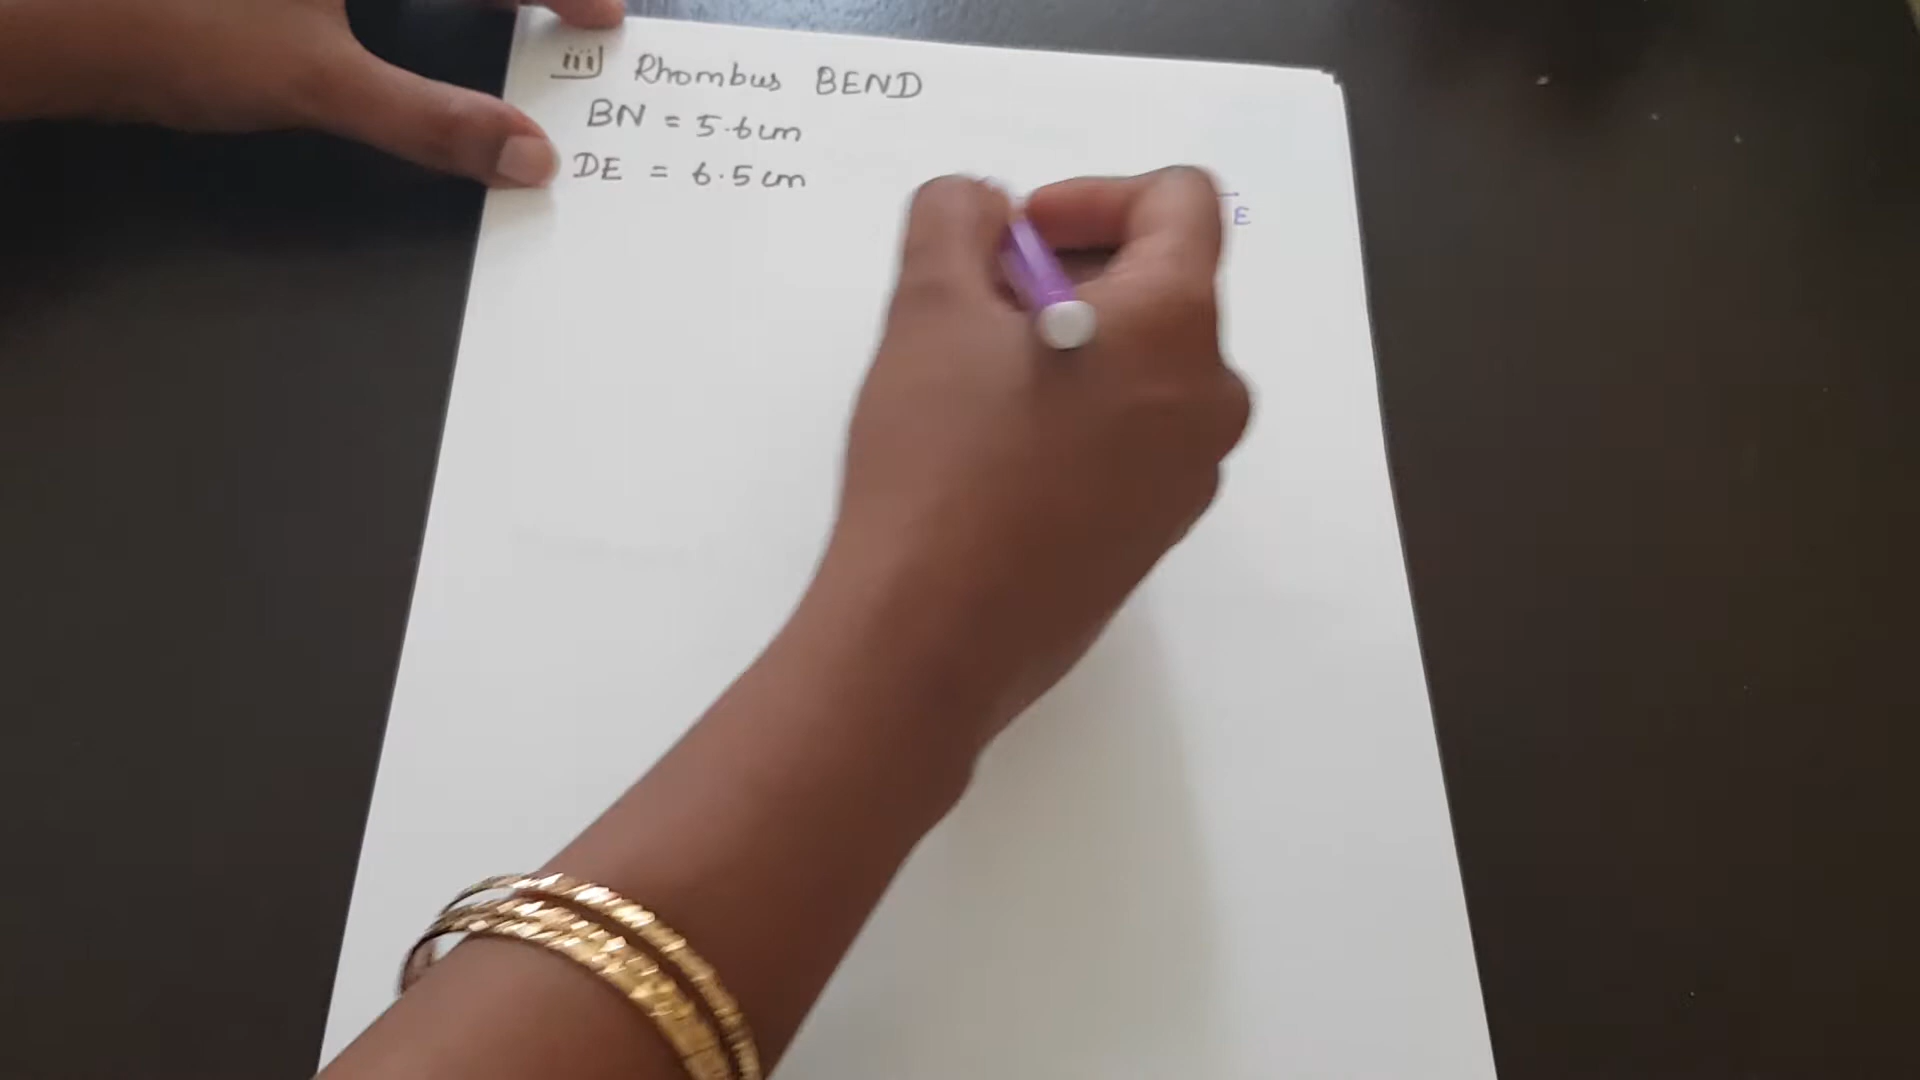 iii] Rhombus BEND
BN = 5.6cm
DE = 6.5cm
E